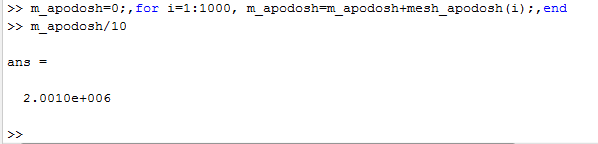 >> m_apodosh=0;,for i=1:1000, m_apodosh=m_apodosh+mesh_apodosh(i);,end
>> m_apodosh/10
ans =
2.0010e+006
>>